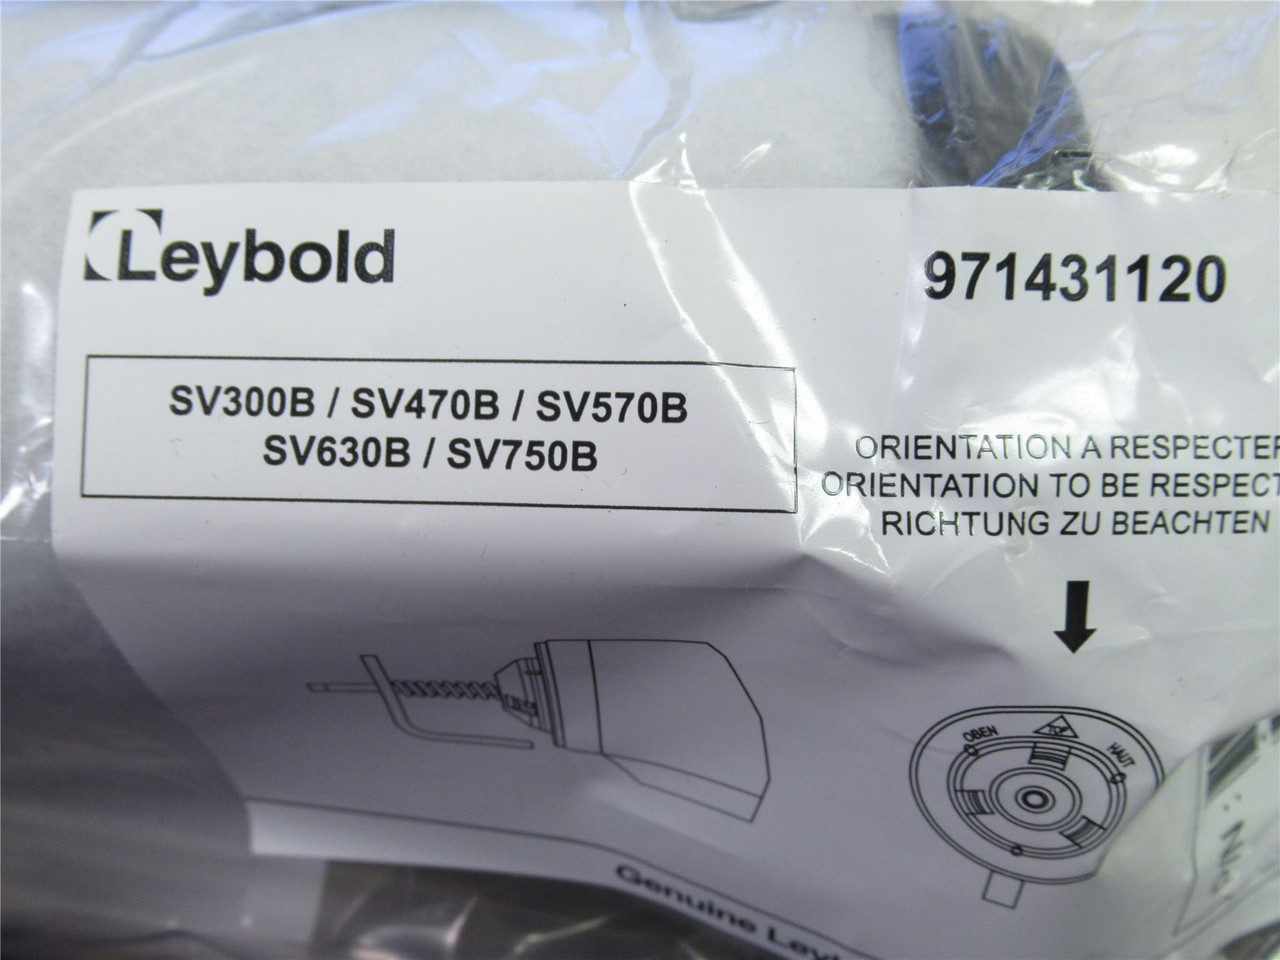 Leybold
971431120
SV300B / SV470B / SV570B
SV630B / SV750B
ORIENTATION A RESPECTER
ORIENTATION TO BE RESPECT
RICHTUNG ZU BEACHTEN
OBEN
TOP
HAUT
Genuine Leyb